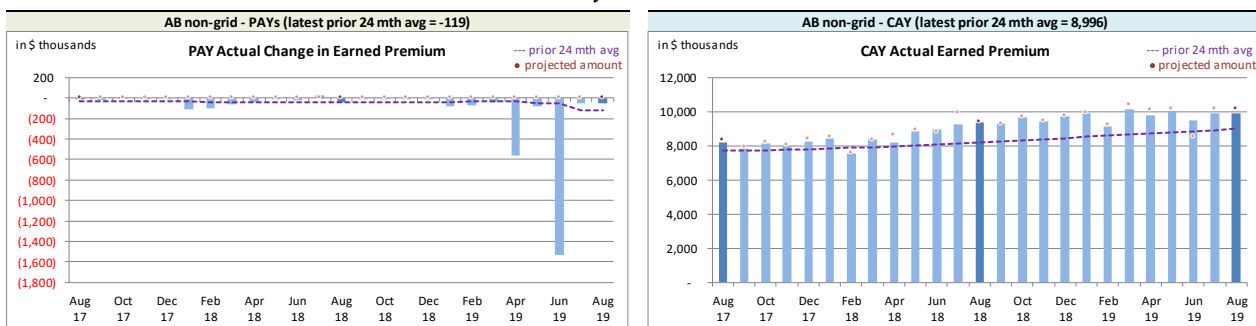 AB non-grid - PAYs (latest prior 24 mth avg = -119)
in $ thousands
PAY Actual Change in Earned Premium
--- prior 24 mth avg
• projected amount
200
-
(200)
(400)
(600)
(800)
(1,000)
(1,200)
(1,400)
(1,600)
(1,800)
Aug Oct Dec Feb Apr Jun Aug Oct Dec Feb Apr Jun Aug
17 17 17 18 18 18 18 18 18 19 19 19 19
AB non-grid - CAY (latest prior 24 mth avg = 8,996)
in $ thousands
CAY Actual Earned Premium
--- prior 24 mth avg
• projected amount
12,000
10,000
8,000
6,000
4,000
2,000
-
Aug Oct Dec Feb Apr Jun Aug Oct Dec Feb Apr Jun Aug
17 17 17 18 18 18 18 18 18 19 19 19 19